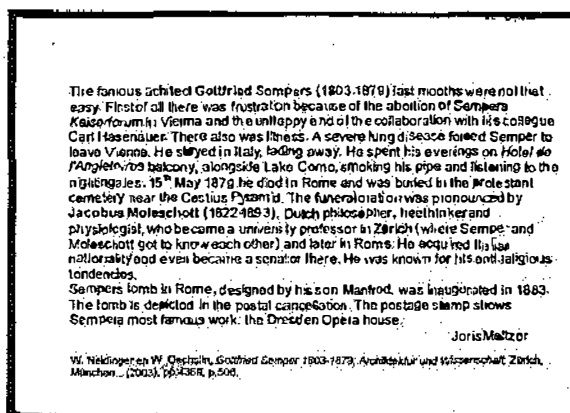 The famous achited Gottfried Sempers (1803-1879) last mooths were not that
easy. First of all there was frustration because of the abolition of Sempers
Kaiserforum in Vienna and the unhappy end of the collaboration with his collegue
Carl Hasenauer. There also was illness. A severe lung disease forced Semper to
leave Vienna. He stayed in Italy, fading away. He spent his evenings on Hotel de
l'Angleterres balcony, alongside Lake Como, smoking his pipe and listening to the
nightingales. 15th May 1879 he died in Rome and was buried in the protestant
cemetery near the Cestius Pyramid. The funeral oration was pronounced by
Jacobus Moleschott (1822-1893), Dutch philosopher, freethinker and
physiologist, who became a university professor in Zürich (where Semper and
Moleschott got to know each other) and later in Roms. He acquired Italian
nationality and even became a senator there. He was known for his anti-religious
tendencies.
Sempers tomb in Rome, designed by his son Manfred, was inaugurated in 1883.
The tomb is depicted in the postal cancellation. The postage stamp shows
Sempera most famous work: the Dresden Opera house.
Joris Meltzer
W. Neidinger en W. Oechslin, Gottfried Semper 1803-1879, Architektur und Wissenschaft, Zürich,
München... (2003), p.506.